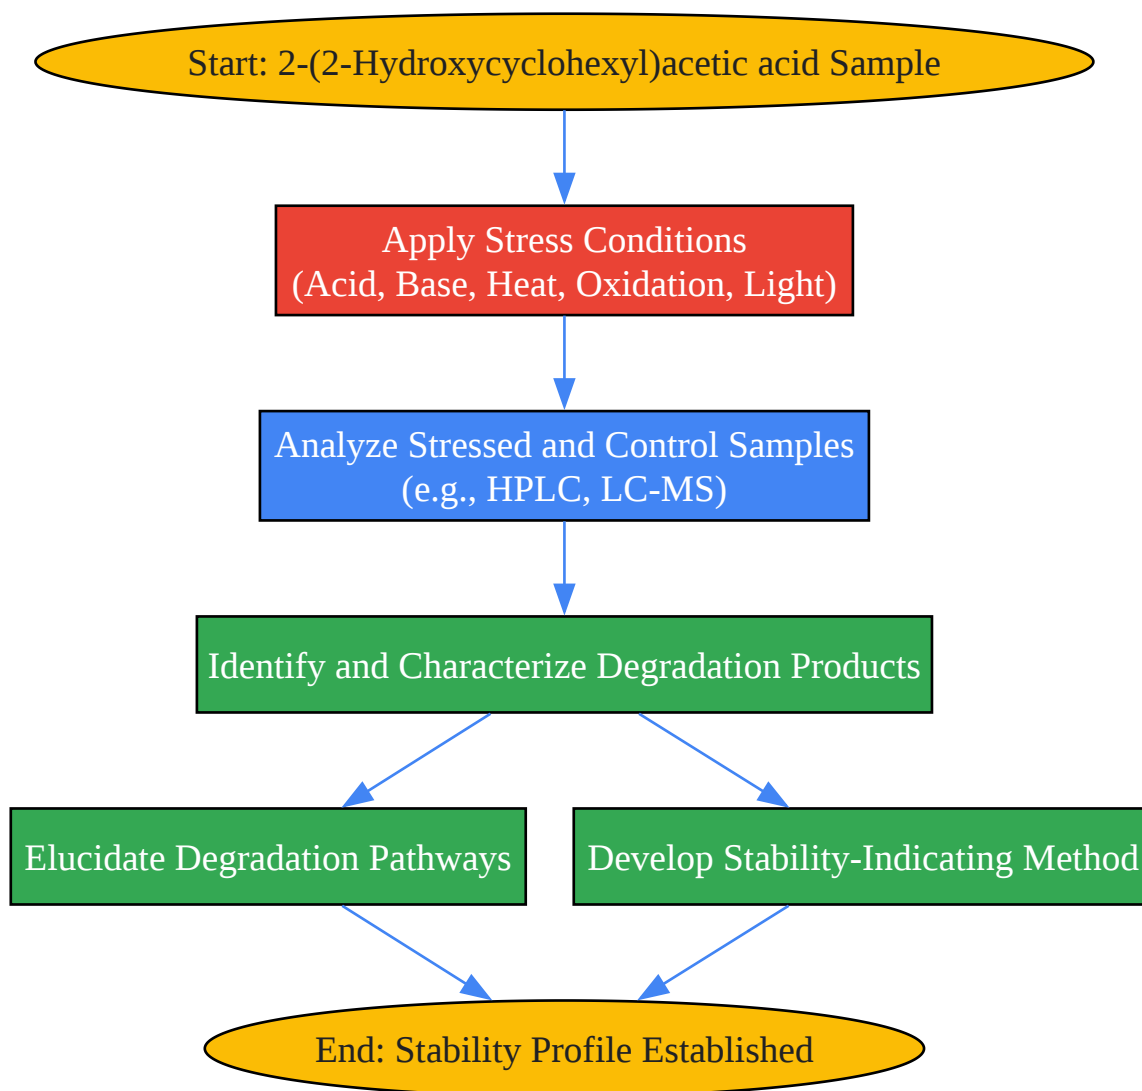 Start: 2-(2-Hydroxycyclohexyl)acetic acid Sample
Apply Stress Conditions
(Acid, Base, Heat, Oxidation, Light)
Analyze Stressed and Control Samples
(e.g., HPLC, LC-MS)
Identify and Characterize Degradation Products
Elucidate Degradation Pathways
Develop Stability-Indicating Method
End: Stability Profile Established